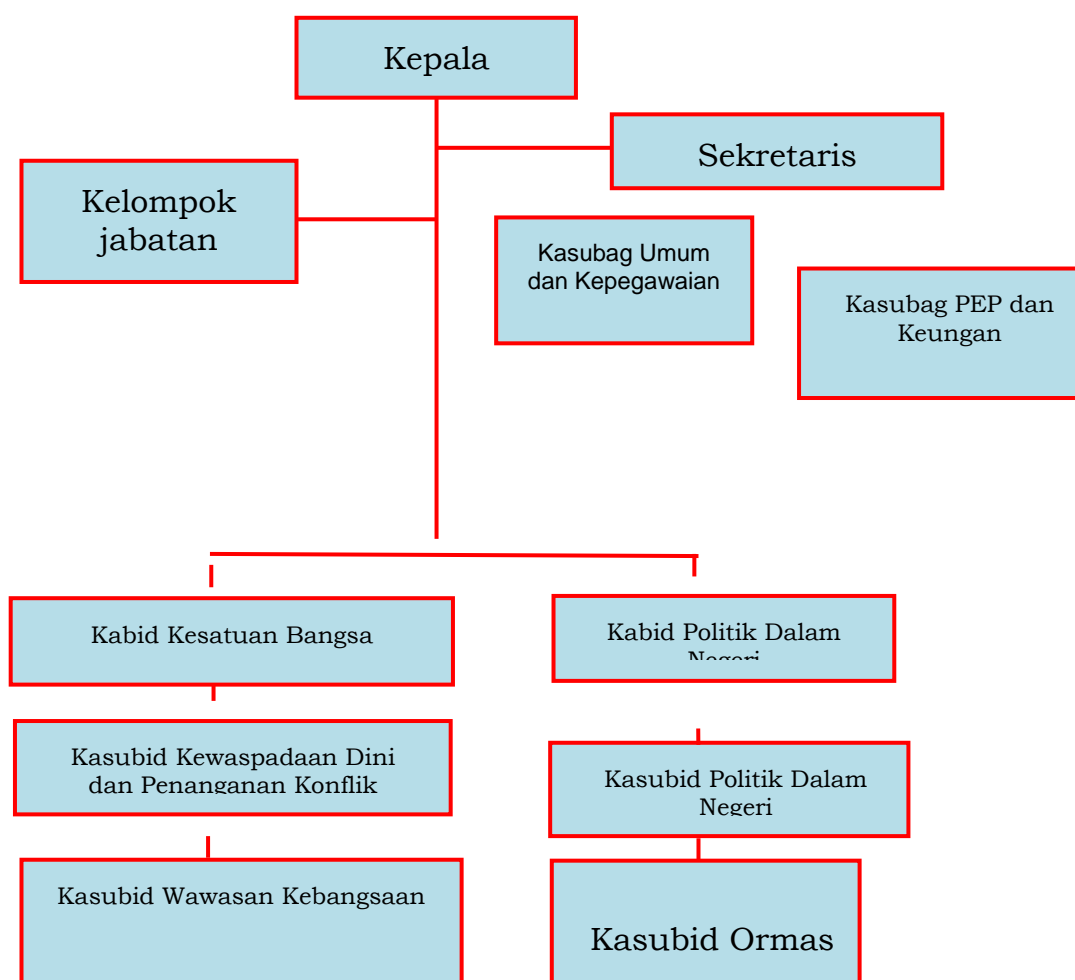 Kepala
Sekretaris
Kelompok
jabatan
Kasubag Umum
dan Kepegawaian
Kasubag PEP dan
Keungan
Kabid Kesatuan Bangsa
Kabid Politik Dalam
Negeri
Kasubid Kewaspadaan Dini
dan Penanganan Konflik
Kasubid Politik Dalam
Negeri
Kasubid Wawasan Kebangsaan
Kasubid Ormas